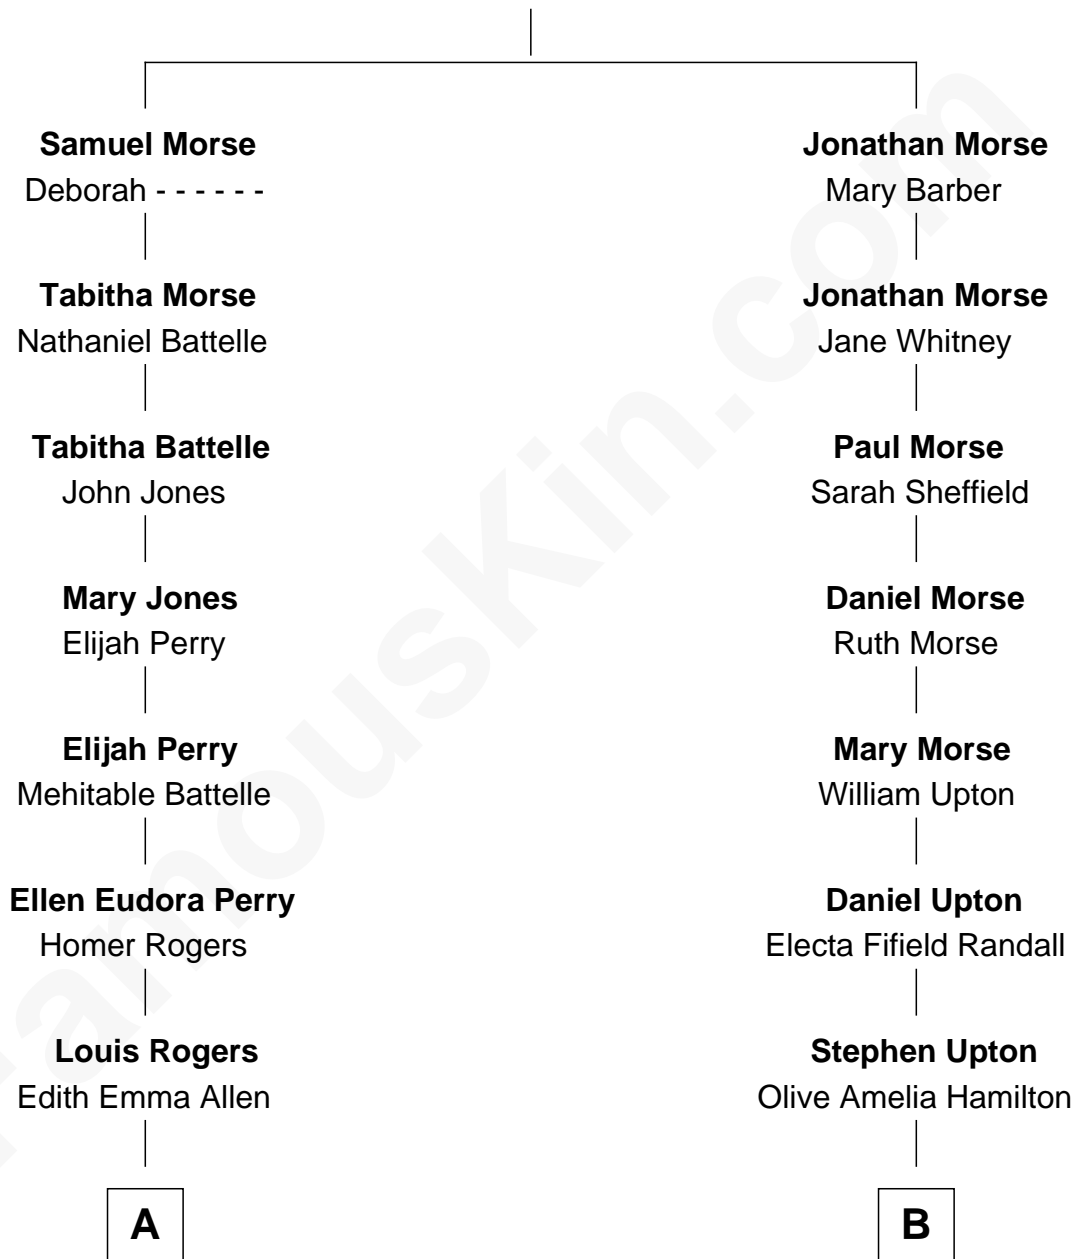 Samuel Morse
Deborah - - - - - -
Tabitha Morse
Nathaniel Battelle
Tabitha Battelle
John Jones
Mary Jones
Elijah Perry
Elijah Perry
Mehitable Battelle
Ellen Eudora Perry
Homer Rogers
Louis Rogers
Edith Emma Allen
A
Jonathan Morse
Mary Barber
Jonathan Morse
Jane Whitney
Paul Morse
Sarah Sheffield
Daniel Morse
Ruth Morse
Mary Morse
William Upton
Daniel Upton
Electa Fifield Randall
Stephen Upton
Olive Amelia Hamilton
B
FamousKin.com